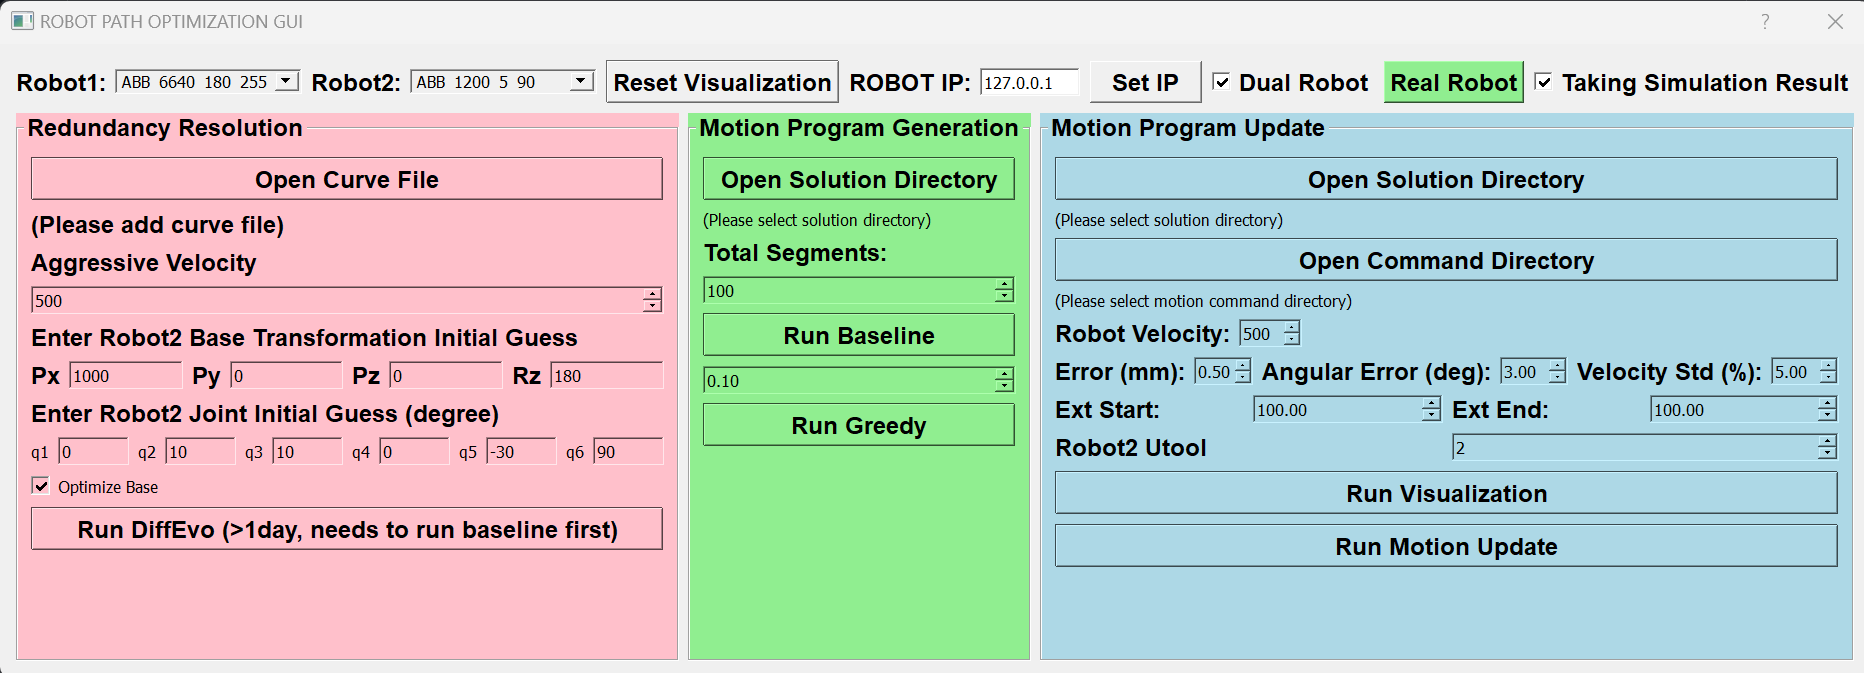 ROBOT PATH OPTIMIZATION GUI ?
Robot1: ABB 6640 180 255 Robot2: ABB 1200 5 90 Reset Visualization ROBOT IP: 127.0.0.1 Set IP Dual Robot Real Robot Taking Simulation Result
Redundancy Resolution
Open Curve File
(Please add curve file)
Aggressive Velocity
500
Enter Robot2 Base Transformation Initial Guess
Px 1000 Py 0 Pz 0 Rz 180
Enter Robot2 Joint Initial Guess (degree)
q1 0 q2 10 q3 10 q4 0 q5 -30 q6 90
Optimize Base
Run DiffEvo (>1day, needs to run baseline first)
Motion Program Generation
Open Solution Directory
(Please select solution directory)
Total Segments:
100
Run Baseline
0.10
Run Greedy
Motion Program Update
Open Solution Directory
(Please select solution directory)
Open Command Directory
(Please select motion command directory)
Robot Velocity: 500
Error (mm): 0.50 Angular Error (deg): 3.00 Velocity Std (%): 5.00
Ext Start: 100.00 Ext End: 100.00
Robot2 Utool 2
Run Visualization
Run Motion Update